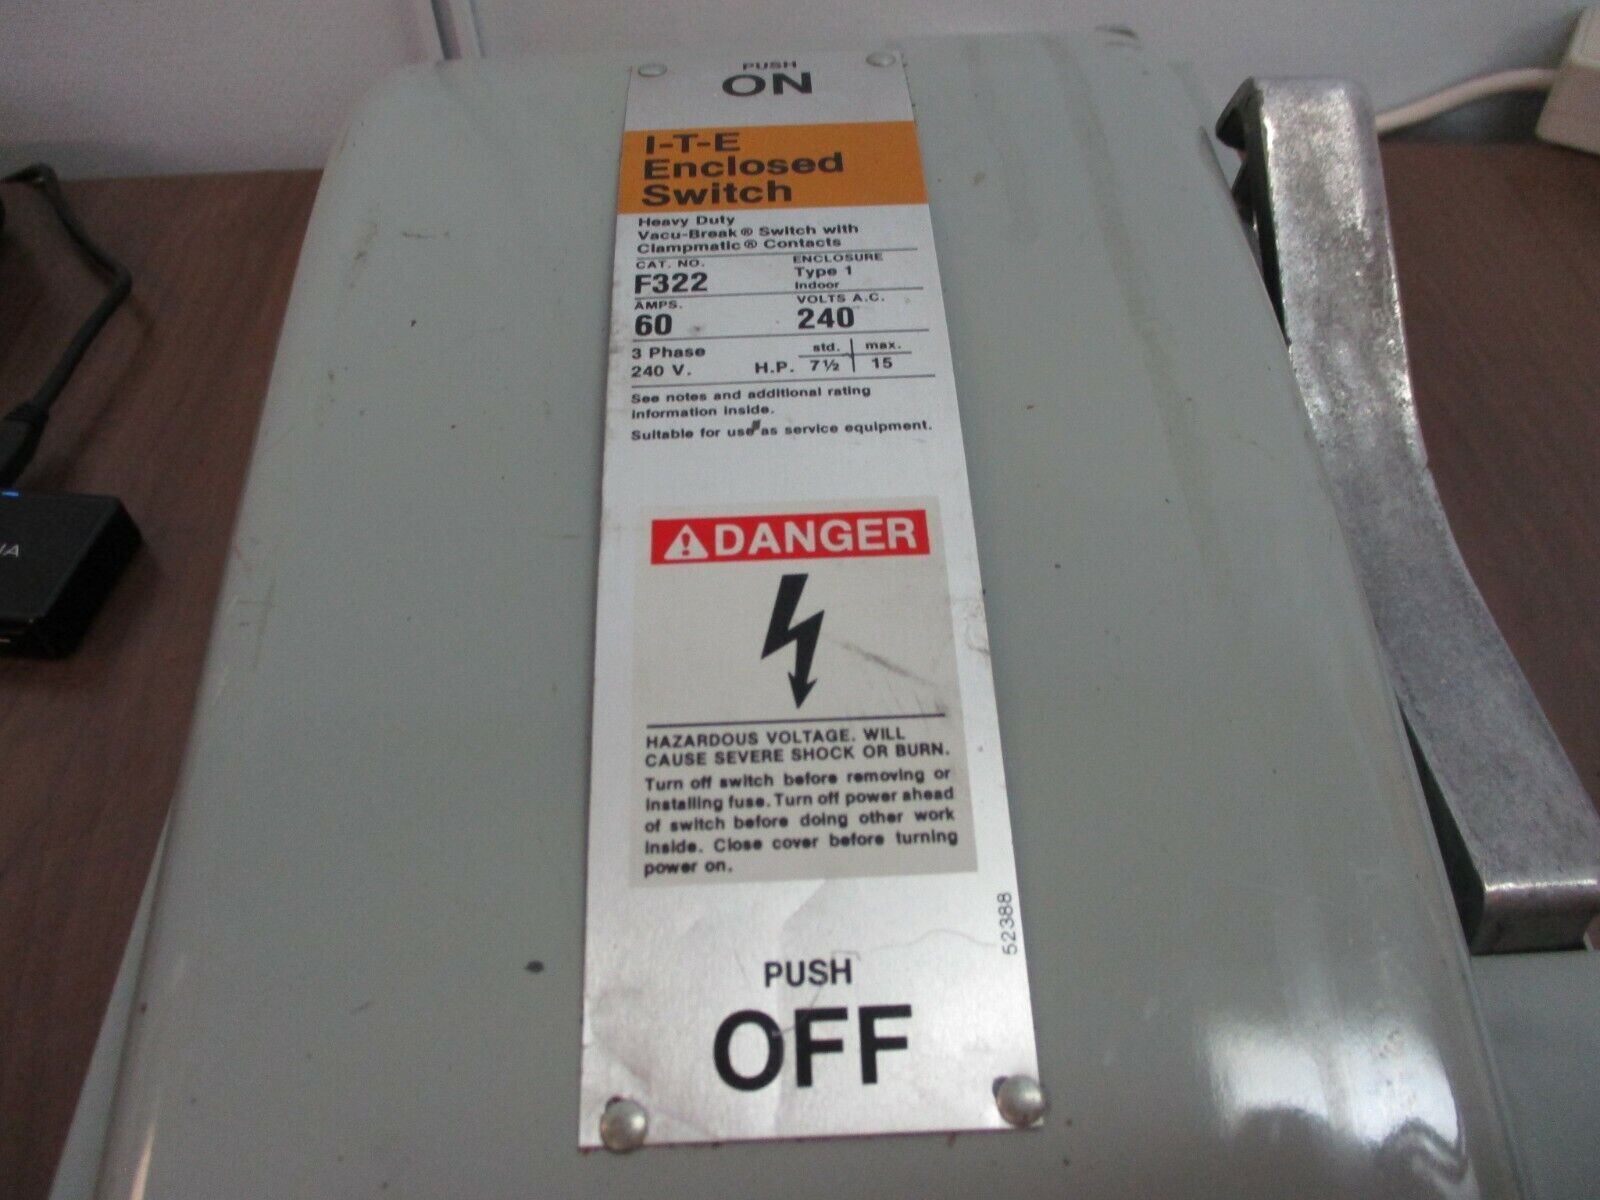 PUSH
ON
I-T-E
Enclosed
Switch
Heavy Duty
Vacu-Break® Switch with
Clampmatic® Contacts
CAT. NO. ENCLOSURE
F322 Type 1
Indoor
AMPS. VOLTS A.C.
60 240
3 Phase std. max.
240 V. H.P. 7½ 15
See notes and additional rating
information inside.
Suitable for use as service equipment.
DANGER
HAZARDOUS VOLTAGE. WILL
CAUSE SEVERE SHOCK OR BURN.
Turn off switch before removing or
installing fuse. Turn off power ahead
of switch before doing other work
inside. Close cover before turning
power on.
52388
PUSH
OFF